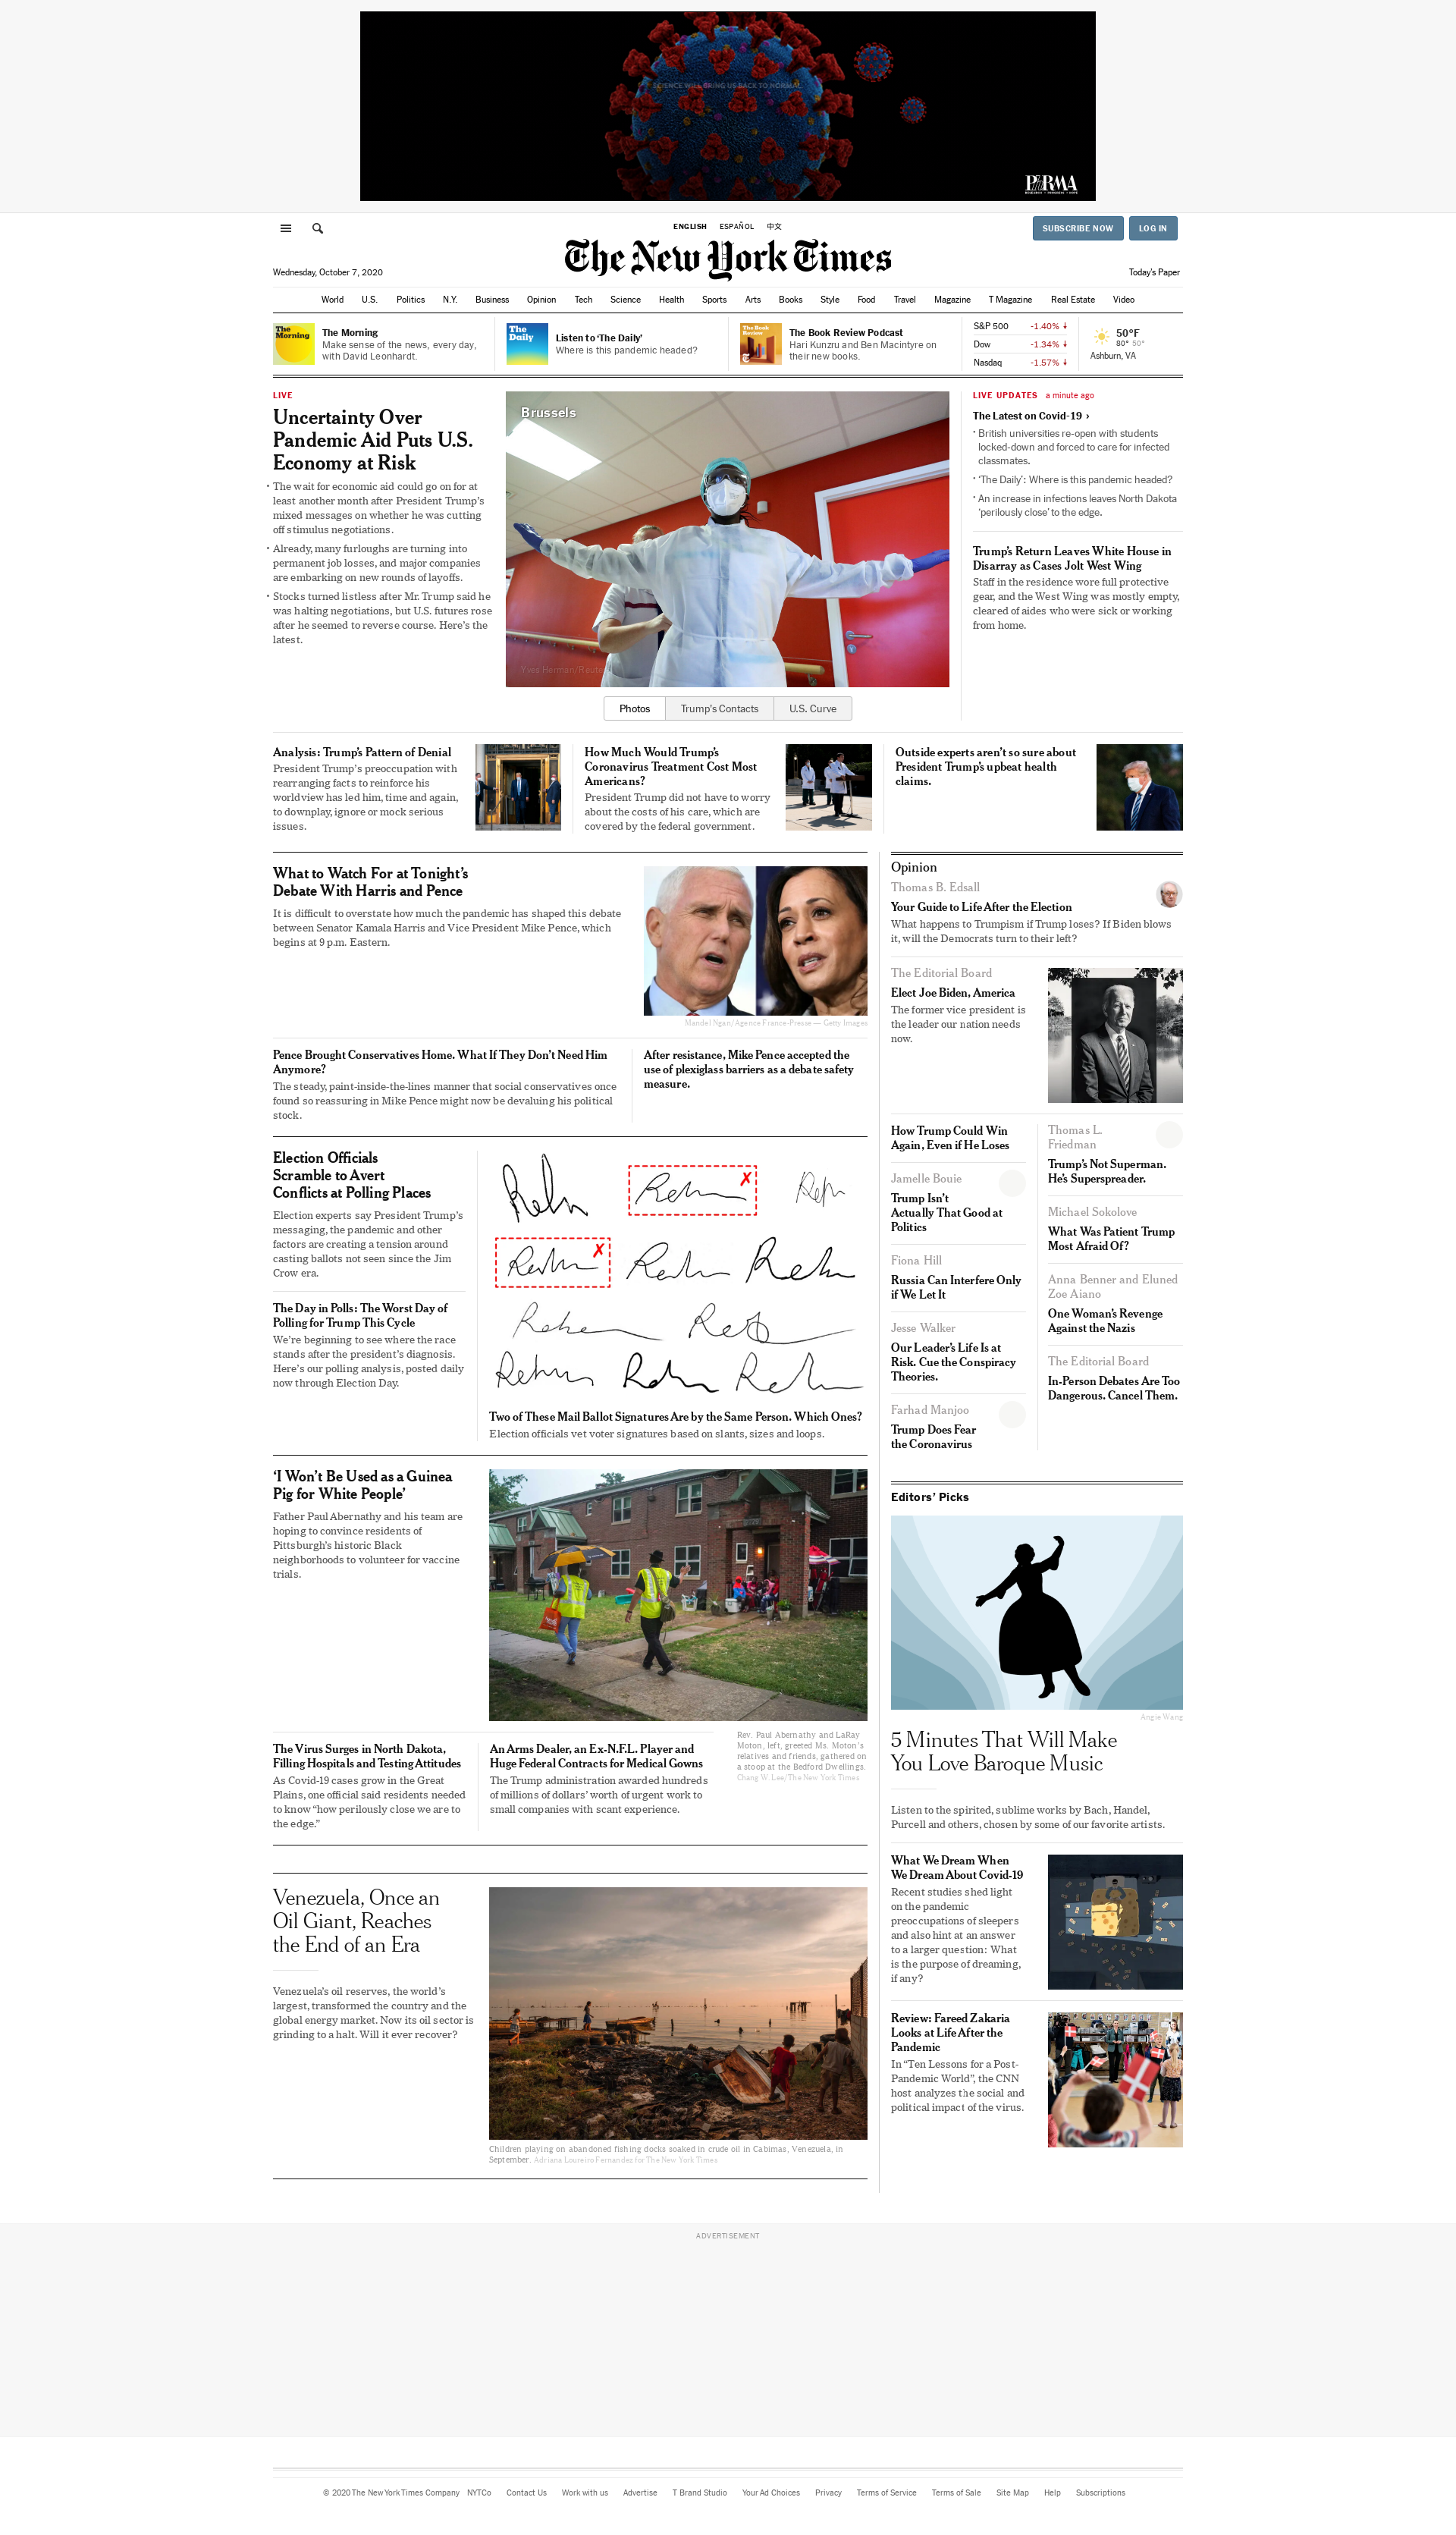 SCIENCE WILL BRING US BACK TO NORMAL.
PhRMA
RESEARCH • PROGRESS • HOPE
ENGLISH ESPAÑOL 中文
SUBSCRIBE NOW LOG IN
The New York Times
Wednesday, October 7, 2020
Today's Paper
World U.S. Politics N.Y. Business Opinion Tech Science Health Sports Arts Books Style Food Travel Magazine T Magazine Real Estate Video
The Morning
The Morning
Make sense of the news, every day,
with David Leonhardt.
The Daily
Listen to ‘The Daily’
Where is this pandemic headed?
The Book Review
The Book Review Podcast
Hari Kunzru and Ben Macintyre on
their new books.
S&P 500 -1.40% ↓
Dow -1.34% ↓
Nasdaq -1.57% ↓
50°F
80° 50°
Ashburn, VA
LIVE
Uncertainty Over
Pandemic Aid Puts U.S.
Economy at Risk
• The wait for economic aid could go on for at
least another month after President Trump’s
mixed messages on whether he was cutting
off stimulus negotiations.
• Already, many furloughs are turning into
permanent job losses, and major companies
are embarking on new rounds of layoffs.
• Stocks turned listless after Mr. Trump said he
was halting negotiations, but U.S. futures rose
after he seemed to reverse course. Here’s the
latest.
Brussels
Yves Herman/Reuters
Photos Trump's Contacts U.S. Curve
LIVE UPDATES a minute ago
The Latest on Covid-19 ›
• British universities re-open with students
locked-down and forced to care for infected
classmates.
• ‘The Daily’: Where is this pandemic headed?
• An increase in infections leaves North Dakota
‘perilously close’ to the edge.
Trump’s Return Leaves White House in
Disarray as Cases Jolt West Wing
Staff in the residence wore full protective
gear, and the West Wing was mostly empty,
cleared of aides who were sick or working
from home.
Analysis: Trump’s Pattern of Denial
President Trump’s preoccupation with
rearranging facts to reinforce his
worldview has led him, time and again,
to downplay, ignore or mock serious
issues.
How Much Would Trump’s
Coronavirus Treatment Cost Most
Americans?
President Trump did not have to worry
about the costs of his care, which are
covered by the federal government.
Outside experts aren’t so sure about
President Trump’s upbeat health
claims.
What to Watch For at Tonight’s
Debate With Harris and Pence
It is difficult to overstate how much the pandemic has shaped this debate
between Senator Kamala Harris and Vice President Mike Pence, which
begins at 9 p.m. Eastern.
Mandel Ngan/Agence France-Presse — Getty Images
Pence Brought Conservatives Home. What If They Don’t Need Him
Anymore?
The steady, paint-inside-the-lines manner that social conservatives once
found so reassuring in Mike Pence might now be devaluing his political
stock.
After resistance, Mike Pence accepted the
use of plexiglass barriers as a debate safety
measure.
Election Officials
Scramble to Avert
Conflicts at Polling Places
Election experts say President Trump’s
messaging, the pandemic and other
factors are creating a tension around
casting ballots not seen since the Jim
Crow era.
The Day in Polls: The Worst Day of
Polling for Trump This Cycle
We’re beginning to see where the race
stands after the president’s diagnosis.
Here’s our polling analysis, posted daily
now through Election Day.
Two of These Mail Ballot Signatures Are by the Same Person. Which Ones?
Election officials vet voter signatures based on slants, sizes and loops.
‘I Won’t Be Used as a Guinea
Pig for White People’
Father Paul Abernathy and his team are
hoping to convince residents of
Pittsburgh’s historic Black
neighborhoods to volunteer for vaccine
trials.
Rev. Paul Abernathy and LaRay
Moton, left, greeted Ms. Moton’s
relatives and friends, gathered on
a stoop at the Bedford Dwellings.
Chang W. Lee/The New York Times
The Virus Surges in North Dakota,
Filling Hospitals and Testing Attitudes
As Covid-19 cases grow in the Great
Plains, one official said residents needed
to know “how perilously close we are to
the edge.”
An Arms Dealer, an Ex-N.F.L. Player and
Huge Federal Contracts for Medical Gowns
The Trump administration awarded hundreds
of millions of dollars’ worth of urgent work to
small companies with scant experience.
Venezuela, Once an
Oil Giant, Reaches
the End of an Era
Venezuela’s oil reserves, the world’s
largest, transformed the country and the
global energy market. Now its oil sector is
grinding to a halt. Will it ever recover?
Children playing on abandoned fishing docks soaked in crude oil in Cabimas, Venezuela, in
September. Adriana Loureiro Fernandez for The New York Times
Opinion
Thomas B. Edsall
Your Guide to Life After the Election
What happens to Trumpism if Trump loses? If Biden blows
it, will the Democrats turn to their left?
The Editorial Board
Elect Joe Biden, America
The former vice president is
the leader our nation needs
now.
How Trump Could Win
Again, Even if He Loses
Jamelle Bouie
Trump Isn’t
Actually That Good at
Politics
Fiona Hill
Russia Can Interfere Only
if We Let It
Jesse Walker
Our Leader’s Life Is at
Risk. Cue the Conspiracy
Theories.
Farhad Manjoo
Trump Does Fear
the Coronavirus
Thomas L.
Friedman
Trump’s Not Superman.
He’s Superspreader.
Michael Sokolove
What Was Patient Trump
Most Afraid Of?
Anna Benner and Eluned
Zoe Aiano
One Woman’s Revenge
Against the Nazis
The Editorial Board
In-Person Debates Are Too
Dangerous. Cancel Them.
Editors’ Picks
Angie Wang
5 Minutes That Will Make
You Love Baroque Music
Listen to the spirited, sublime works by Bach, Handel,
Purcell and others, chosen by some of our favorite artists.
What We Dream When
We Dream About Covid-19
Recent studies shed light
on the pandemic
preoccupations of sleepers
and also hint at an answer
to a larger question: What
is the purpose of dreaming,
if any?
Review: Fareed Zakaria
Looks at Life After the
Pandemic
In “Ten Lessons for a Post-
Pandemic World”, the CNN
host analyzes the social and
political impact of the virus.
ADVERTISEMENT
© 2020 The New York Times Company NYTCo Contact Us Work with us Advertise T Brand Studio Your Ad Choices Privacy Terms of Service Terms of Sale Site Map Help Subscriptions